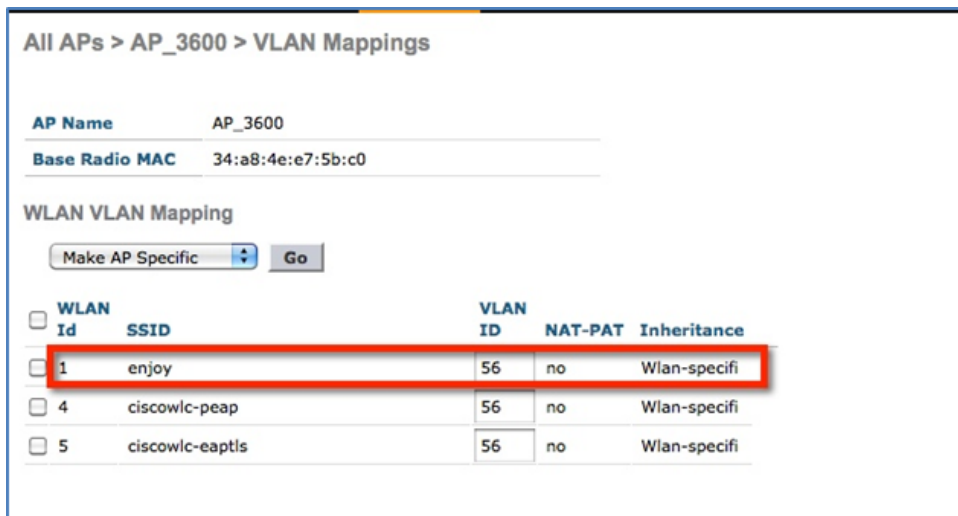 All APs > AP_3600 > VLAN Mappings
AP Name AP_3600
Base Radio MAC 34:a8:4e:e7:5b:c0
WLAN VLAN Mapping
Make AP Specific Go
WLAN Id SSID VLAN ID NAT-PAT Inheritance
1 enjoy 56 no Wlan-specifi
4 ciscowlc-peap 56 no Wlan-specifi
5 ciscowlc-eaptls 56 no Wlan-specifi